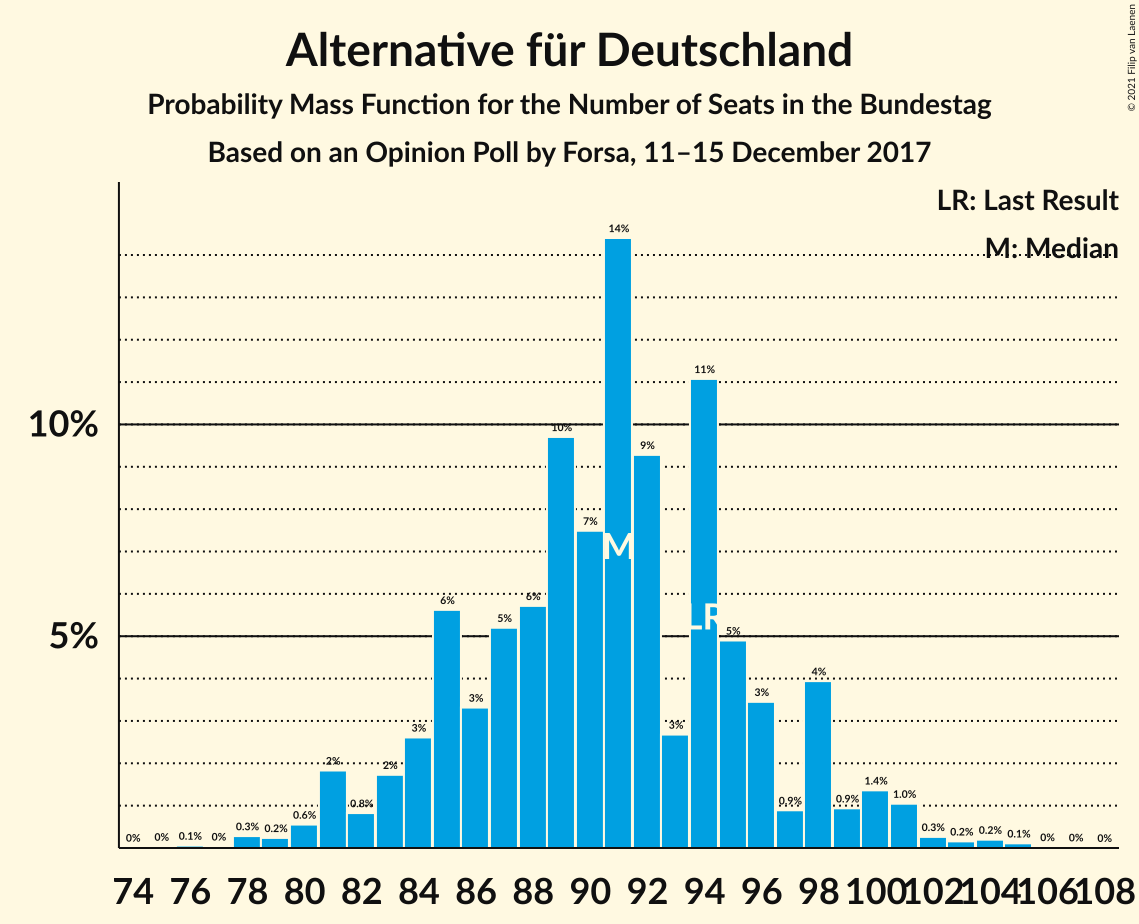 Alternative für Deutschland
Probability Mass Function for the Number of Seats in the Bundestag
Based on an Opinion Poll by Forsa, 11–15 December 2017
© 2021 Filip van Laenen
LR: Last Result
M: Median
10%
5%
0% 0% 0.1% 0% 0.3% 0.2% 0.6% 2% 0.8% 2% 3% 6% 3% 5% 6% 10% 7% 14% 9% 3% 11% 5% 3% 0.9% 4% 0.9% 1.4% 1.0% 0.3% 0.2% 0.2% 0.1% 0% 0% 0%
M
LR
74 76 78 80 82 84 86 88 90 92 94 96 98 100 102 104 106 108